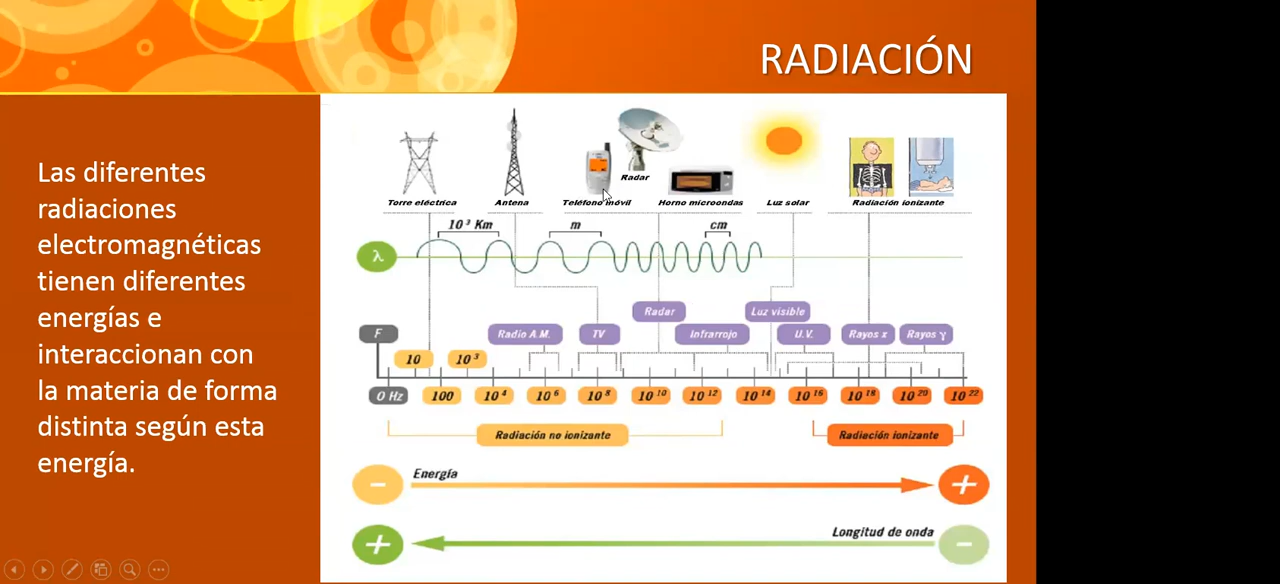 RADIACIÓN
Las diferentes
radiaciones
electromagnéticas
tienen diferentes
energías e
interaccionan con
la materia de forma
distinta según esta
energía.
Radar
Torre eléctrica Antena Teléfono móvil Horno microondas Luz solar Radiación ionizante
10³ Km m cm
λ
Radar Luz visible
F Radio A.M. TV Infrarrojo U.V. Rayos x Rayos γ
10 10³
0 Hz 100 10⁴ 10⁶ 10⁸ 10¹⁰ 10¹² 10¹⁴ 10¹⁶ 10¹⁸ 10²⁰ 10²²
Radiación no ionizante Radiación ionizante
Energía
- +
Longitud de onda
+ -